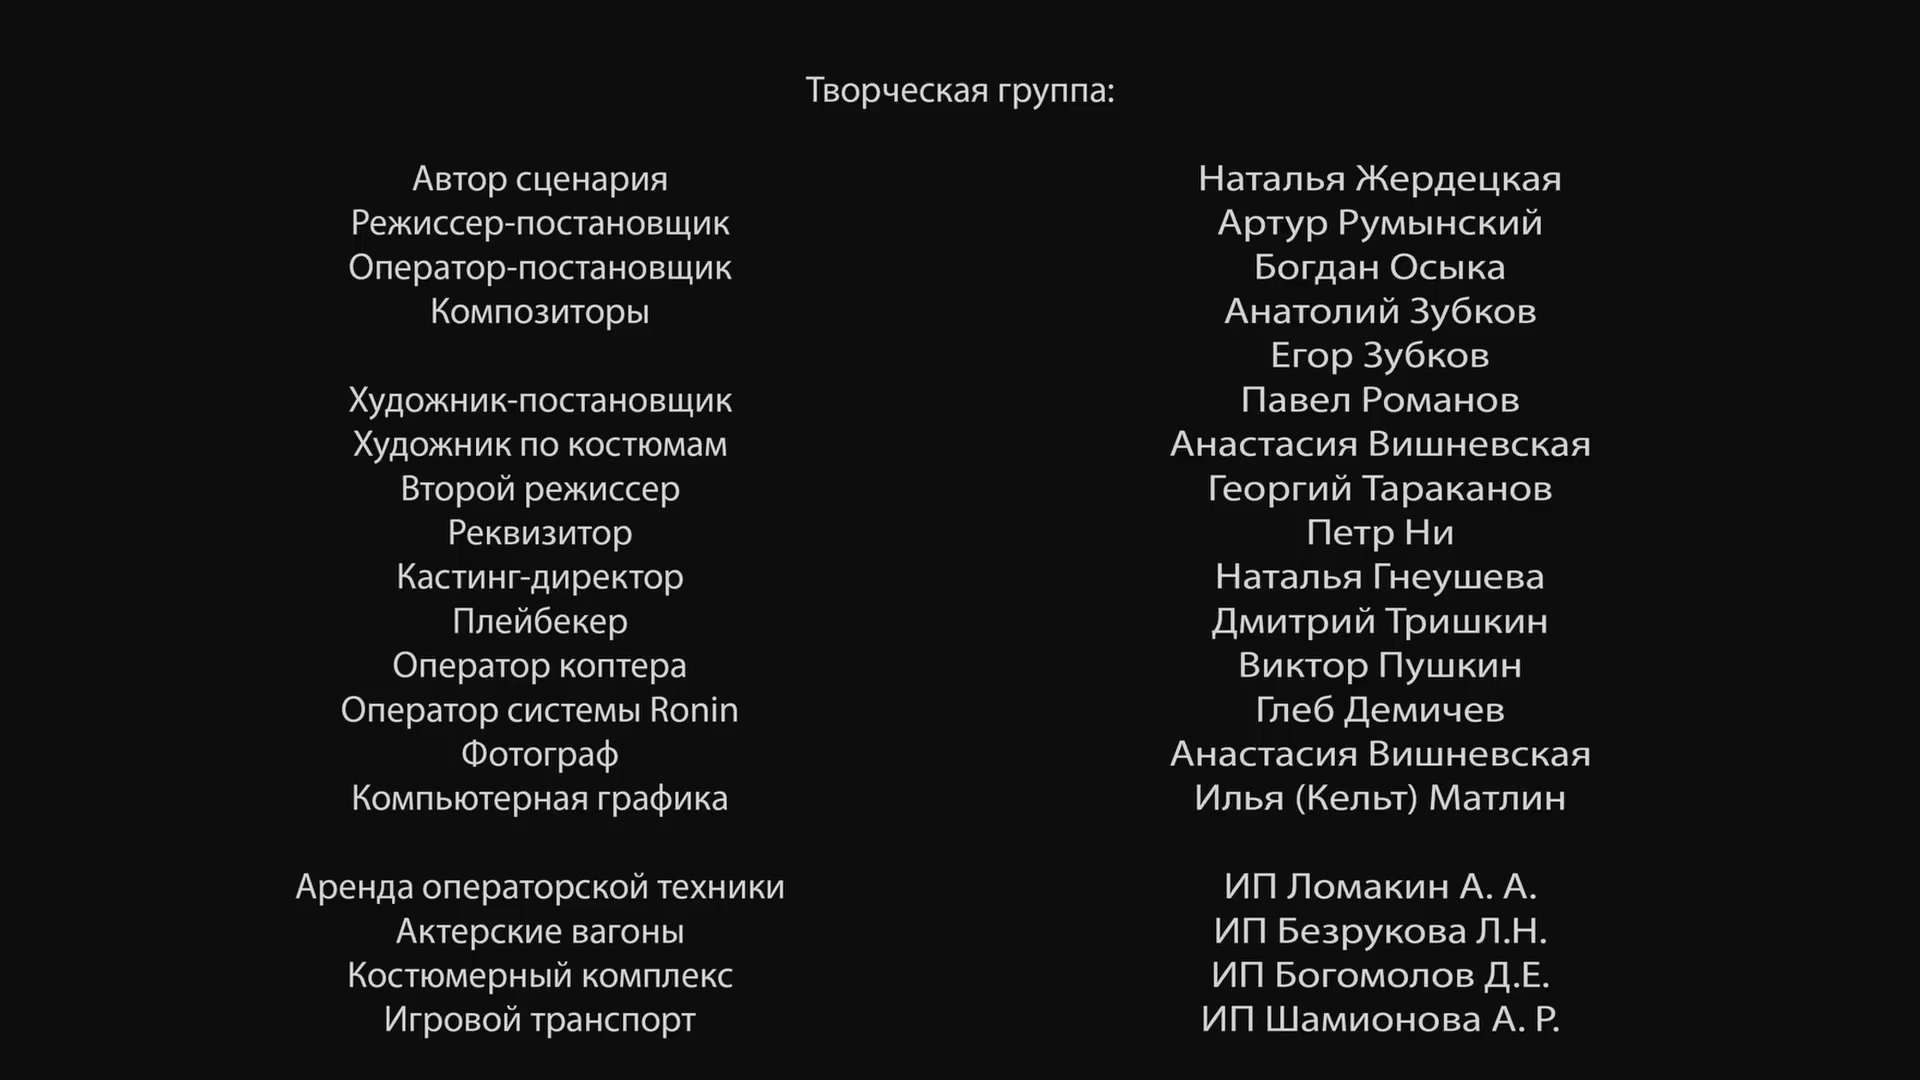 Творческая группа:
Автор сценария Наталья Жердецкая
Режиссер-постановщик Артур Румынский
Оператор-постановщик Богдан Осыка
Композиторы Анатолий Зубков
Егор Зубков
Художник-постановщик Павел Романов
Художник по костюмам Анастасия Вишневская
Второй режиссер Георгий Тараканов
Реквизитор Петр Ни
Кастинг-директор Наталья Гнеушева
Плейбекер Дмитрий Тришкин
Оператор коптера Виктор Пушкин
Оператор системы Ronin Глеб Демичев
Фотограф Анастасия Вишневская
Компьютерная графика Илья (Кельт) Матлин
Аренда операторской техники ИП Ломакин А. А.
Актерские вагоны ИП Безрукова Л.Н.
Костюмерный комплекс ИП Богомолов Д.Е.
Игровой транспорт ИП Шамионова А. Р.